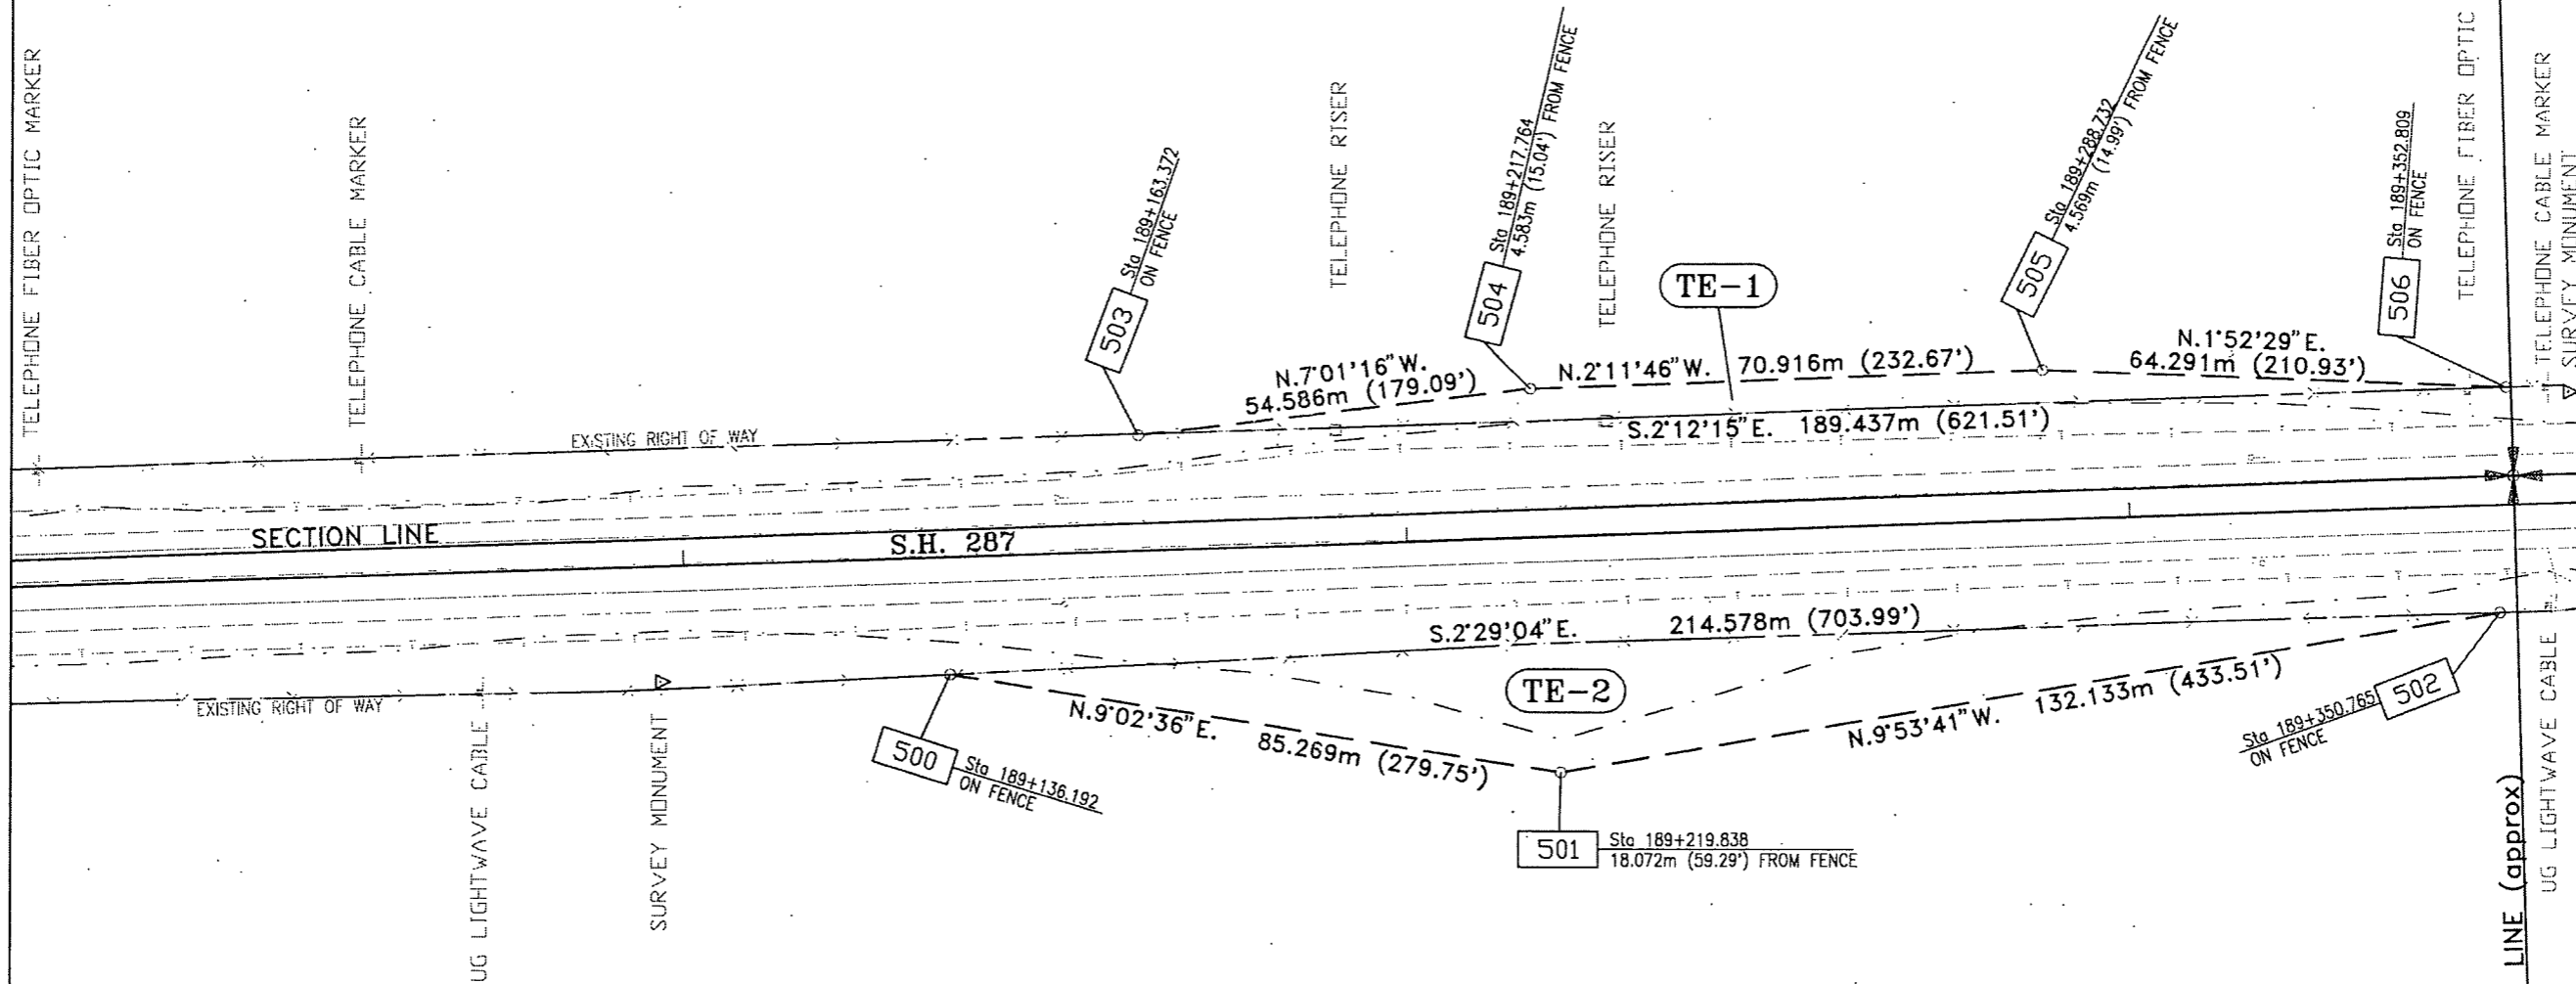 TELEPHONE FIBER OPTIC MARKER
TELEPHONE CABLE MARKER
503
Sta 189+163.372
ON FENCE
TELEPHONE RISER
504
Sta 189+217.764
4.583m (15.04') FROM FENCE
TELEPHONE RISER
TE-1
505
Sta 189+288.732
4.569m (14.99') FROM FENCE
506
Sta 189+352.809
ON FENCE
TELEPHONE FIBER OPTIC
TELEPHONE CABLE MARKER
SURVEY MONUMENT
N.7°01'16"W.
54.586m (179.09')
N.2°11'46"W. 70.916m (232.67')
N.1°52'29"E.
64.291m (210.93')
EXISTING RIGHT OF WAY
S.2°12'15"E. 189.437m (621.51')
SECTION LINE
S.H. 287
S.2°29'04"E. 214.578m (703.99')
TE-2
EXISTING RIGHT OF WAY
N.9°02'36"E. 85.269m (279.75')
N.9°53'41"W. 132.133m (433.51')
UG LIGHTWAVE CABLE
SURVEY MONUMENT
500
Sta 189+136.192
ON FENCE
501
Sta 189+219.838
18.072m (59.29') FROM FENCE
502
Sta 189+350.765
ON FENCE
LINE (approx)
UG LIGHTWAVE CABLE